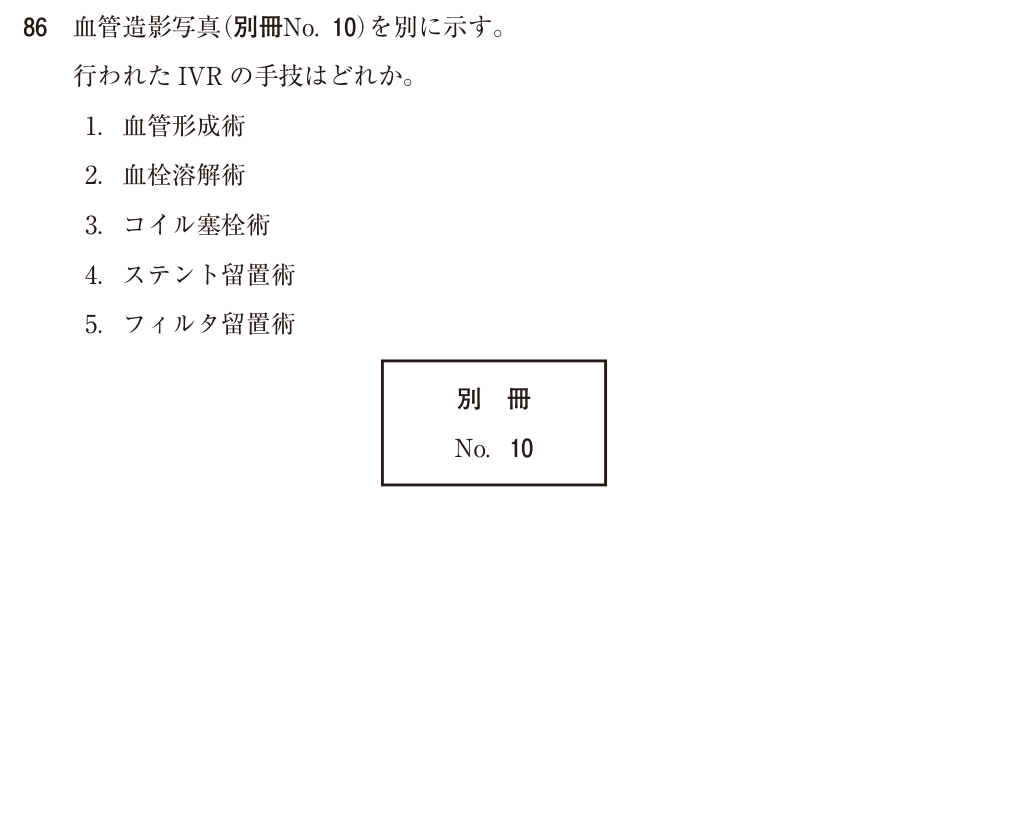 86 血管造影写真(別冊No. 10)を別に示す。
行われた IVR の手技はどれか。
1. 血管形成術
2. 血栓溶解術
3. コイル塞栓術
4. ステント留置術
5. フィルタ留置術
別 冊
No. 10